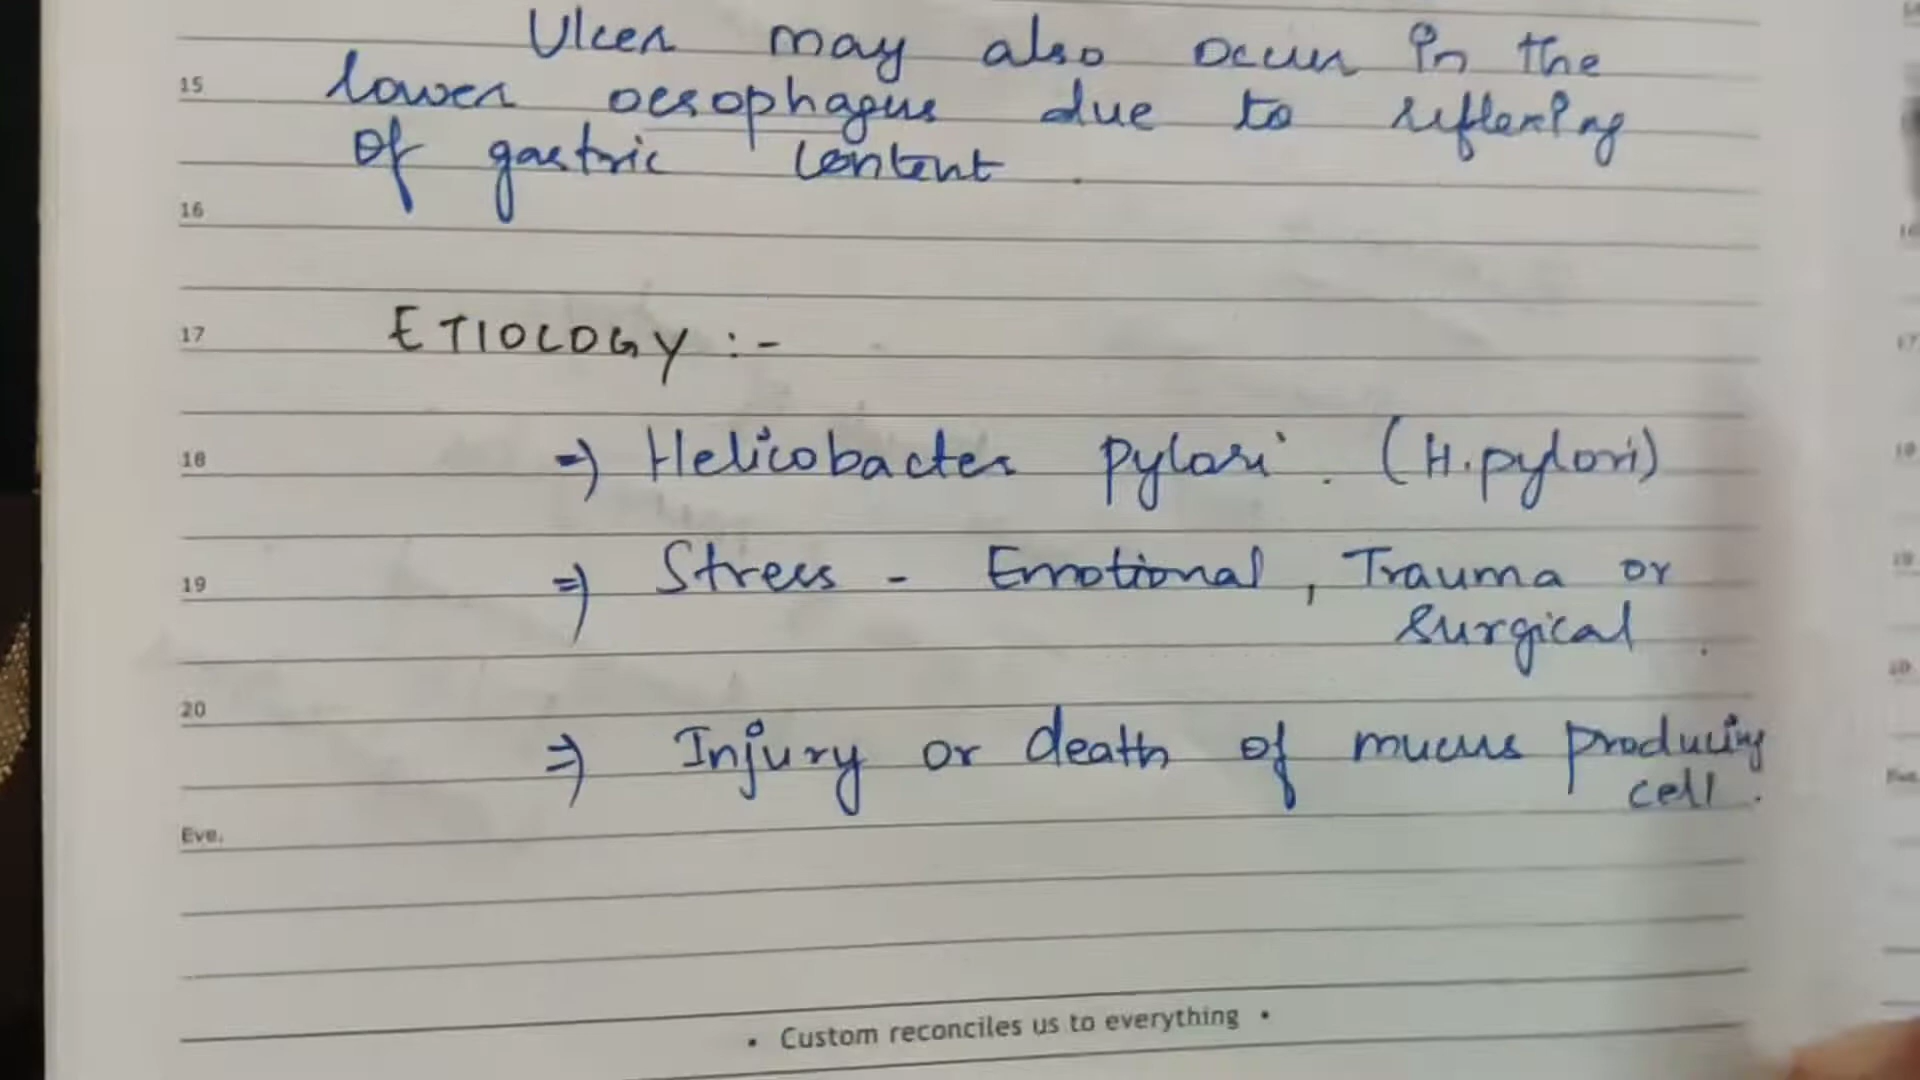 Ulcer may also occur in the
15 lower oesophagus due to reflexing
of gastric content.
16
17 ETIOLOGY :-
18 => Helicobacter pylori. (H.pylori)
19 => Stress - Emotional, Trauma or
surgical.
20
=> Injury or death of mucus producing
cell.
Eve.
• Custom reconciles us to everything •